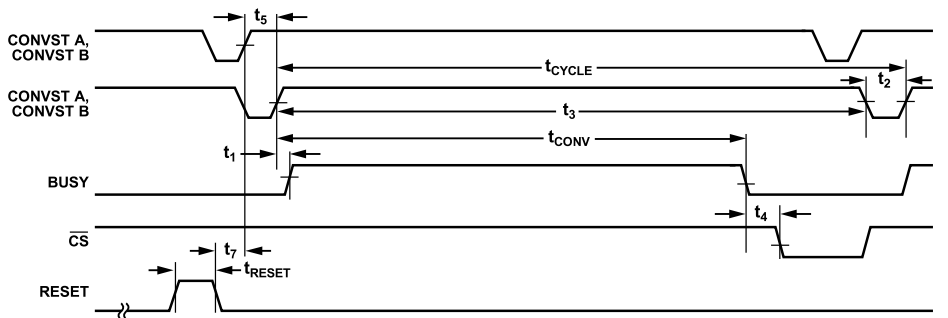 t5
CONVST A,
CONVST B
tCYCLE
t2
CONVST A,
CONVST B
t3
tCONV
t1
BUSY
t4
CS
t7
tRESET
RESET